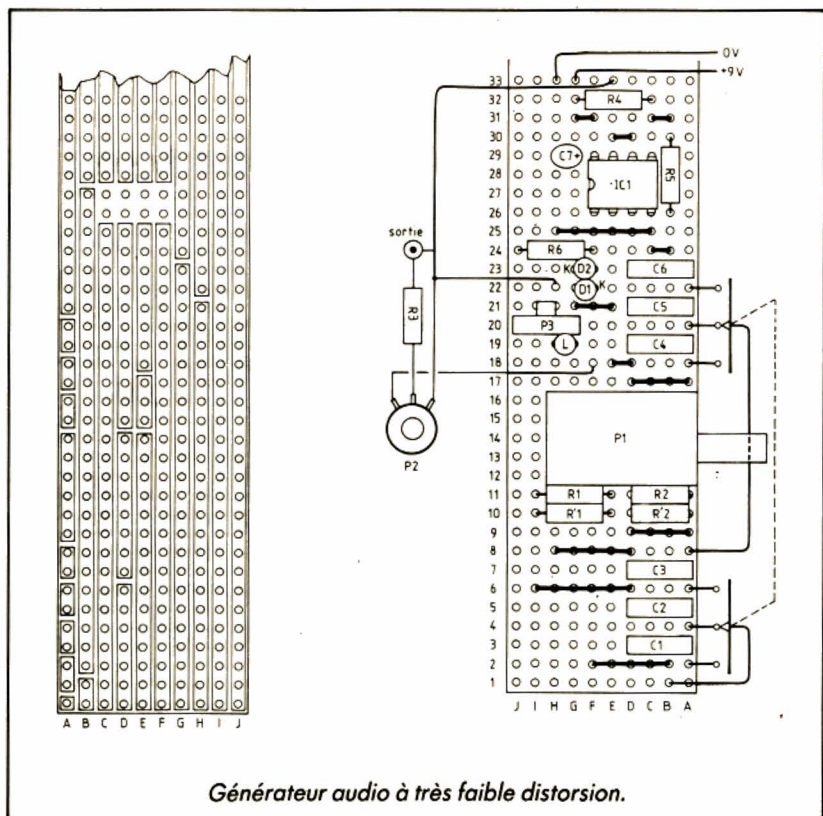 A B C D E F G H I J
0V
+9V
33
32
31
30
29
28
27
26
25
24
23
22
21
20
19
18
17
16
15
14
13
12
11
10
9
8
7
6
5
4
3
2
1
R4
C7+
IC1
R5
sortie
R6
K D2
D1 K
C6
C5
P3
R3
L
C4
P2
P1
R1 R2
R'1 R'2
C3
C2
C1
J I H G F E D C B A
Générateur audio à très faible distorsion.